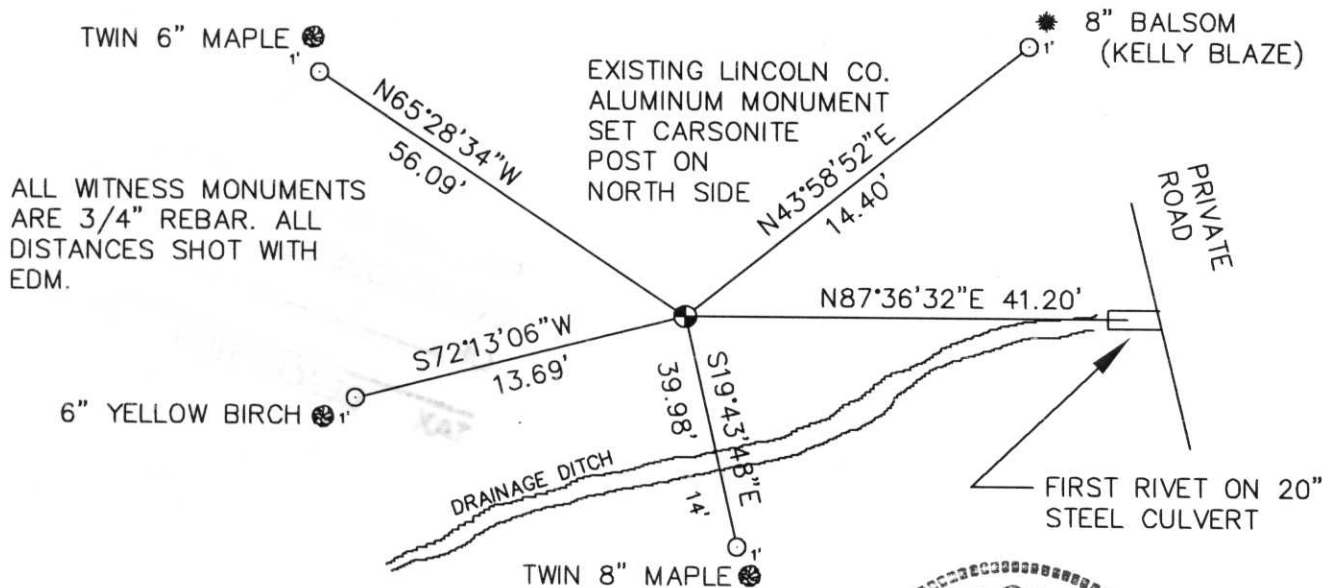 TWIN 6" MAPLE
1'
N65°28'34"W
56.09'
8" BALSOM
(KELLY BLAZE)
1'
EXISTING LINCOLN CO.
ALUMINUM MONUMENT
SET CARSONITE
POST ON
NORTH SIDE
N43°58'52"E
14.40'
PRIVATE
ROAD
ALL WITNESS MONUMENTS
ARE 3/4" REBAR. ALL
DISTANCES SHOT WITH
EDM.
N87°36'32"E 41.20'
S72°13'06"W
13.69'
6" YELLOW BIRCH
1'
S19°43'48"E
39.98'
14'
DRAINAGE DITCH
FIRST RIVET ON 20"
STEEL CULVERT
1'
TWIN 8" MAPLE